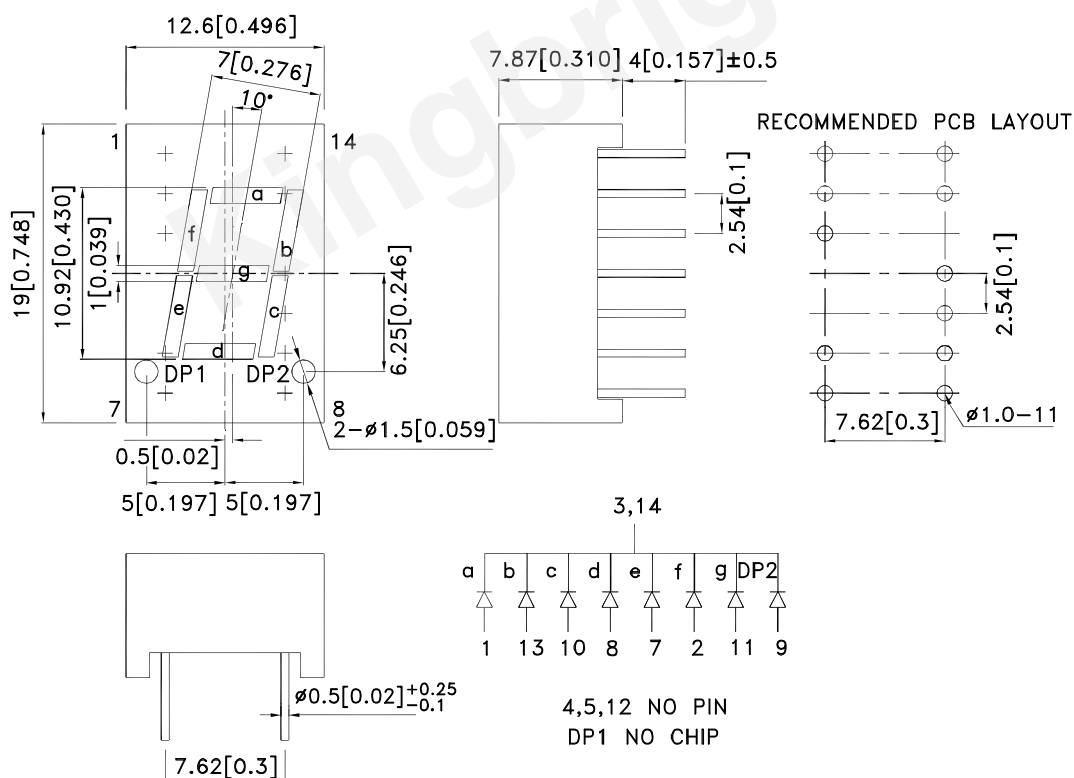 12.6[0.496]
7[0.276]
10°
1
14
a
f
b
g
e
c
d
DP1 DP2
7
8
19[0.748]
10.92[0.430]
1[0.039]
6.25[0.246]
2-ø1.5[0.059]
0.5[0.02]
5[0.197] 5[0.197]
7.87[0.310] 4[0.157]±0.5
2.54[0.1]
RECOMMENDED PCB LAYOUT
2.54[0.1]
7.62[0.3]
ø1.0-11
ø0.5[0.02]+0.25 -0.1
7.62[0.3]
3,14
a b c d e f g DP2
1 13 10 8 7 2 11 9
4,5,12 NO PIN
DP1 NO CHIP
Kingbrig